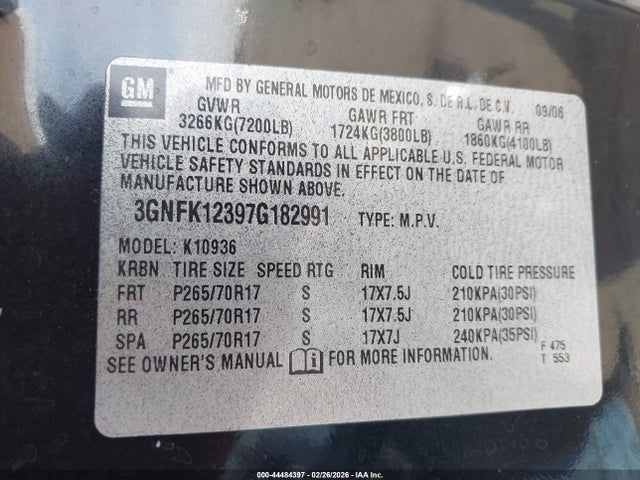 GM
MFD BY GENERAL MOTORS DE MEXICO, S. DE R.L. DE C.V. 09/06
GVWR GAWR FRT GAWR RR
3266KG(7200LB) 1724KG(3800LB) 1860KG(4100LB)
THIS VEHICLE CONFORMS TO ALL APPLICABLE U.S. FEDERAL MOTOR
VEHICLE SAFETY STANDARDS IN EFFECT ON THE DATE OF
MANUFACTURE SHOWN ABOVE.
3GNFK12397G182991 TYPE: M.P.V.
MODEL: K10936
KRBN TIRE SIZE SPEED RTG RIM COLD TIRE PRESSURE
FRT P265/70R17 S 17X7.5J 210KPA(30PSI)
RR P265/70R17 S 17X7.5J 210KPA(30PSI)
SPA P265/70R17 S 17X7J 240KPA(35PSI)
SEE OWNER'S MANUAL FOR MORE INFORMATION.
F 475
T 553
000-44484397 - 02/26/2026 - IAA Inc.